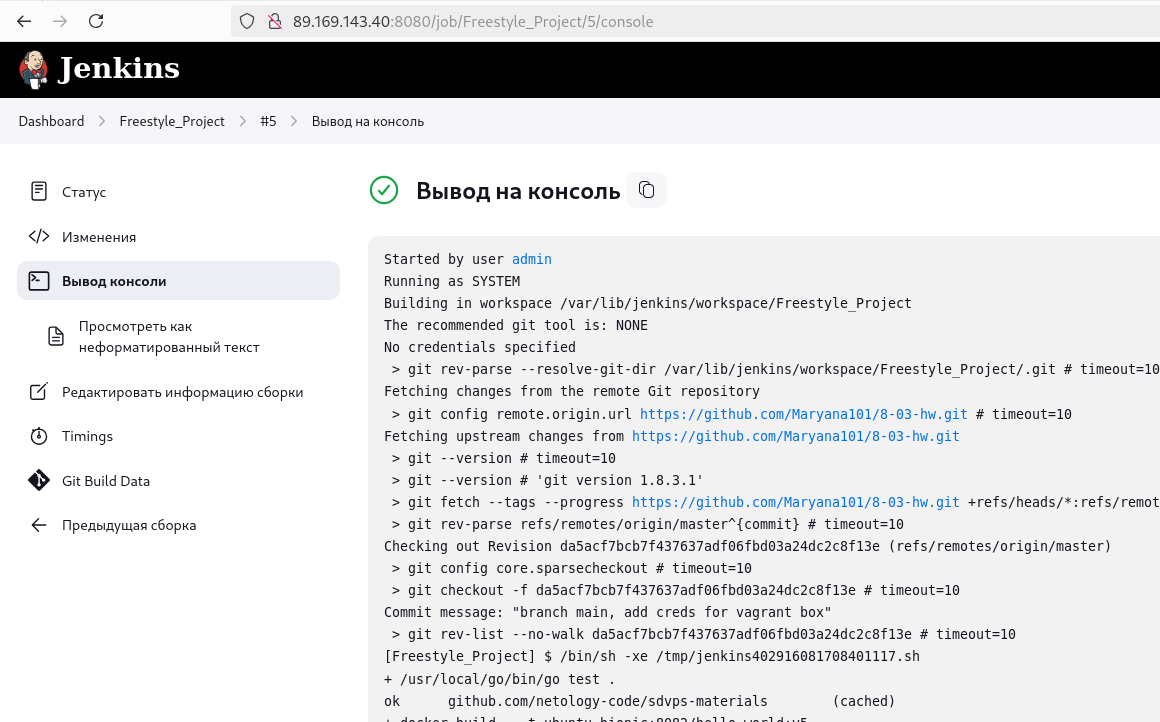 89.169.143.40:8080/job/Freestyle_Project/5/console
Jenkins
Dashboard
Freestyle_Project
#5
Вывод на консоль
Статус
Изменения
Вывод консоли
Просмотреть как
неформатированный текст
Редактировать информацию сборки
Timings
Git Build Data
Предыдущая сборка
Вывод на консоль
Started by user admin
Running as SYSTEM
Building in workspace /var/lib/jenkins/workspace/Freestyle_Project
The recommended git tool is: NONE
No credentials specified
> git rev-parse --resolve-git-dir /var/lib/jenkins/workspace/Freestyle_Project/.git # timeout=10
Fetching changes from the remote Git repository
> git config remote.origin.url https://github.com/Maryana101/8-03-hw.git # timeout=10
Fetching upstream changes from https://github.com/Maryana101/8-03-hw.git
> git --version # timeout=10
> git --version # 'git version 1.8.3.1'
> git fetch --tags --progress https://github.com/Maryana101/8-03-hw.git +refs/heads/*:refs/remot
> git rev-parse refs/remotes/origin/master^{commit} # timeout=10
Checking out Revision da5acf7bcb7f437637adf06fbd03a24dc2c8f13e (refs/remotes/origin/master)
> git config core.sparsecheckout # timeout=10
> git checkout -f da5acf7bcb7f437637adf06fbd03a24dc2c8f13e # timeout=10
Commit message: "branch main, add creds for vagrant box"
> git rev-list --no-walk da5acf7bcb7f437637adf06fbd03a24dc2c8f13e # timeout=10
[Freestyle_Project] $ /bin/sh -xe /tmp/jenkins402916081708401117.sh
+ /usr/local/go/bin/go test .
ok github.com/netology-code/sdvps-materials (cached)
+ docker build . -t ubuntu-bionic:8082/hello-world:v5